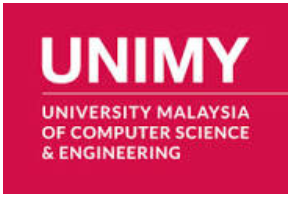 UNIMY
UNIVERSITY MALAYSIA
OF COMPUTER SCIENCE
& ENGINEERING